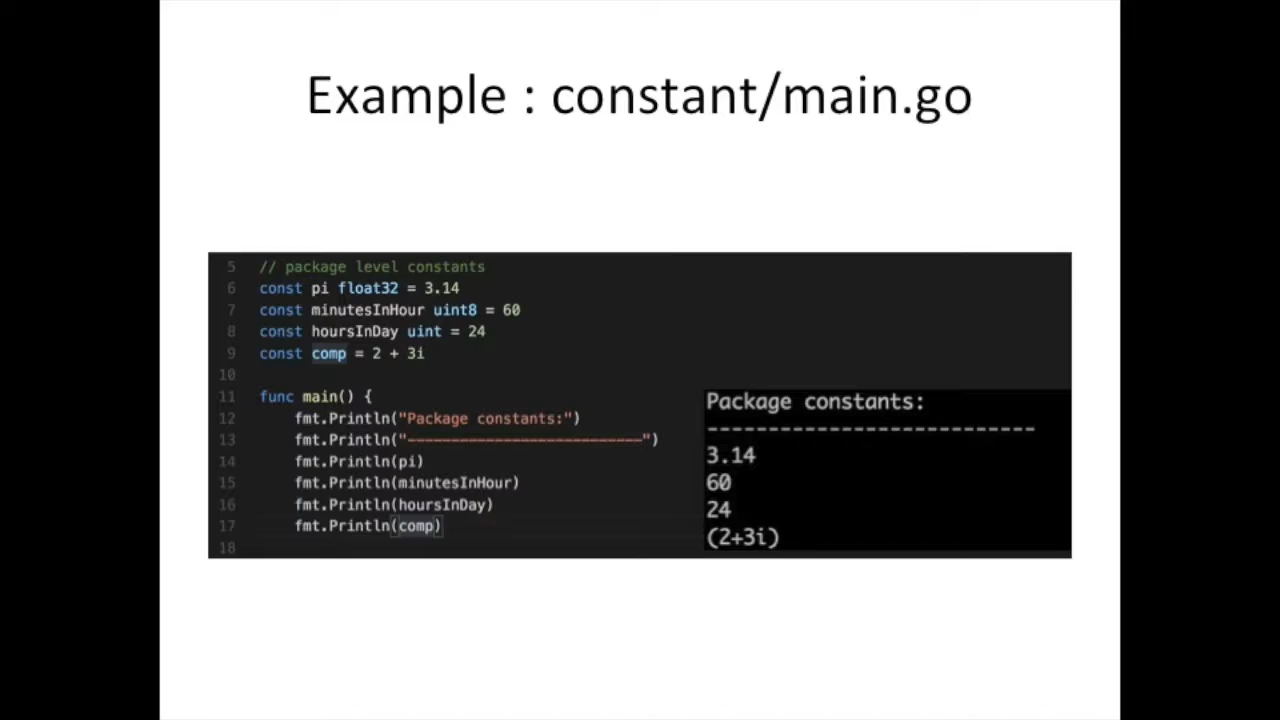 Example : constant/main.go
5 // package level constants
6 const pi float32 = 3.14
7 const minutesInHour uint8 = 60
8 const hoursInDay uint = 24
9 const comp = 2 + 3i
10
11 func main() {
12 fmt.Println("Package constants:")
13 fmt.Println("---------------------------")
14 fmt.Println(pi)
15 fmt.Println(minutesInHour)
16 fmt.Println(hoursInDay)
17 fmt.Println(comp)
18
Package constants:
---------------------------
3.14
60
24
(2+3i)